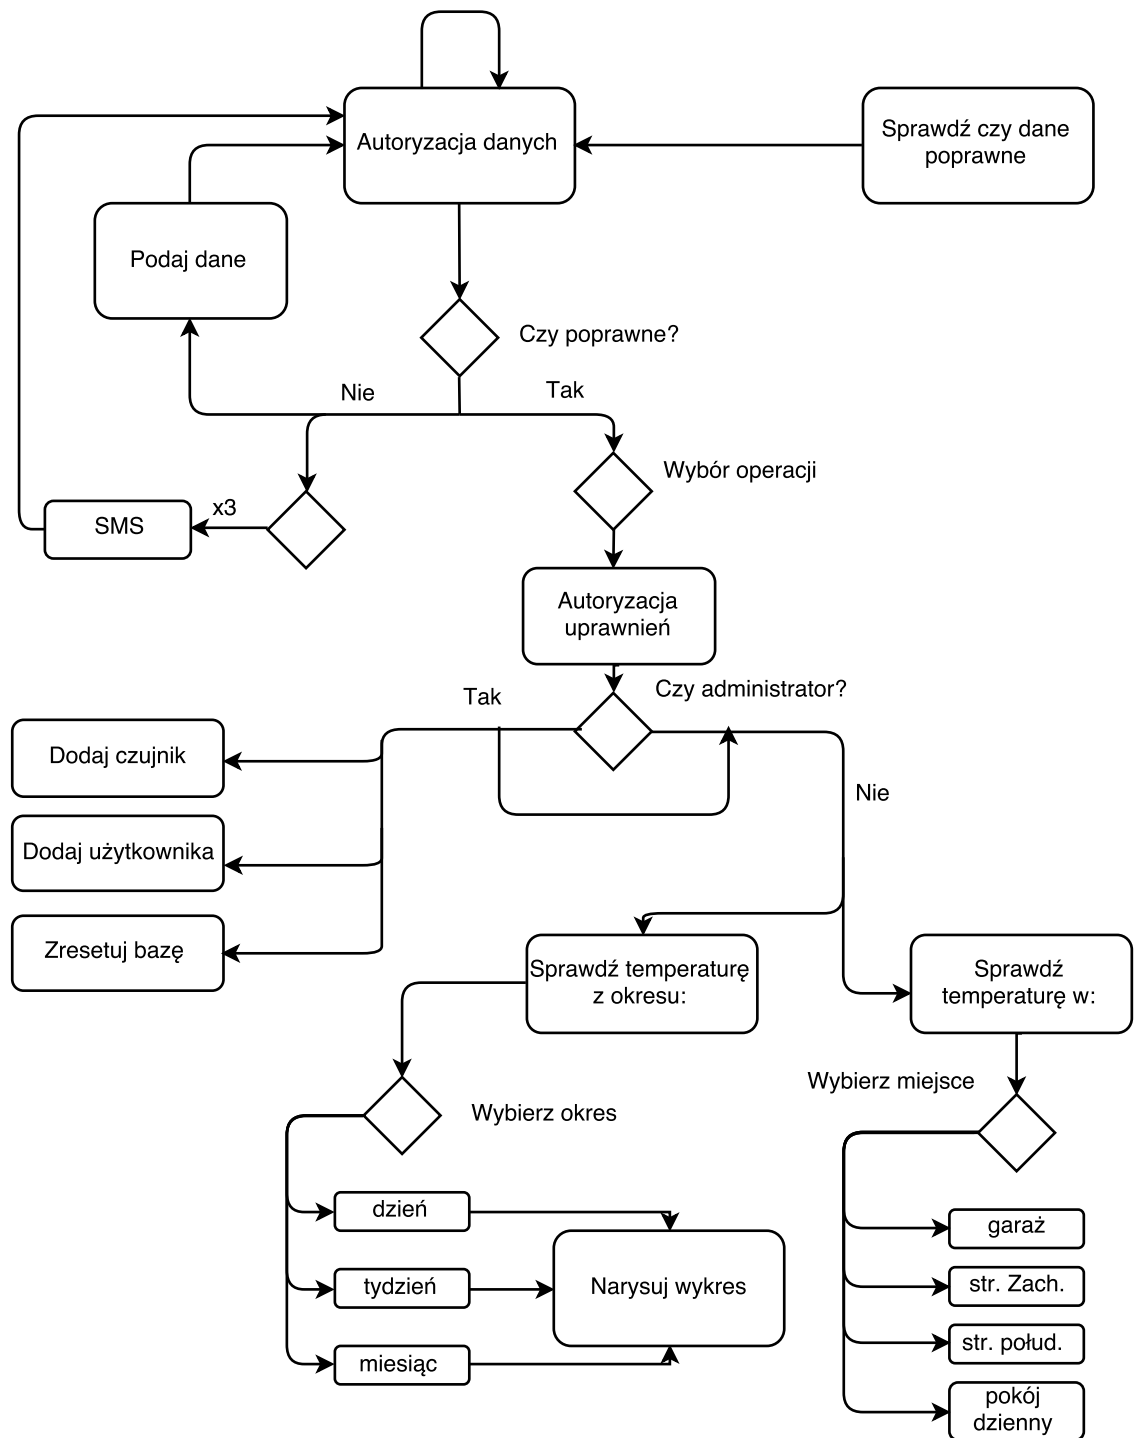 Autoryzacja danych
Sprawdź czy dane
poprawne
Podaj dane
Czy poprawne?
Nie
Tak
Wybór operacji
x3
SMS
Autoryzacja
uprawnień
Czy administrator?
Tak
Dodaj czujnik
Nie
Dodaj użytkownika
Zresetuj bazę
Sprawdź temperaturę
z okresu:
Sprawdź
temperaturę w:
Wybierz miejsce
Wybierz okres
dzień
garaż
tydzień
Narysuj wykres
str. Zach.
str. połud.
miesiąc
pokój
dzienny